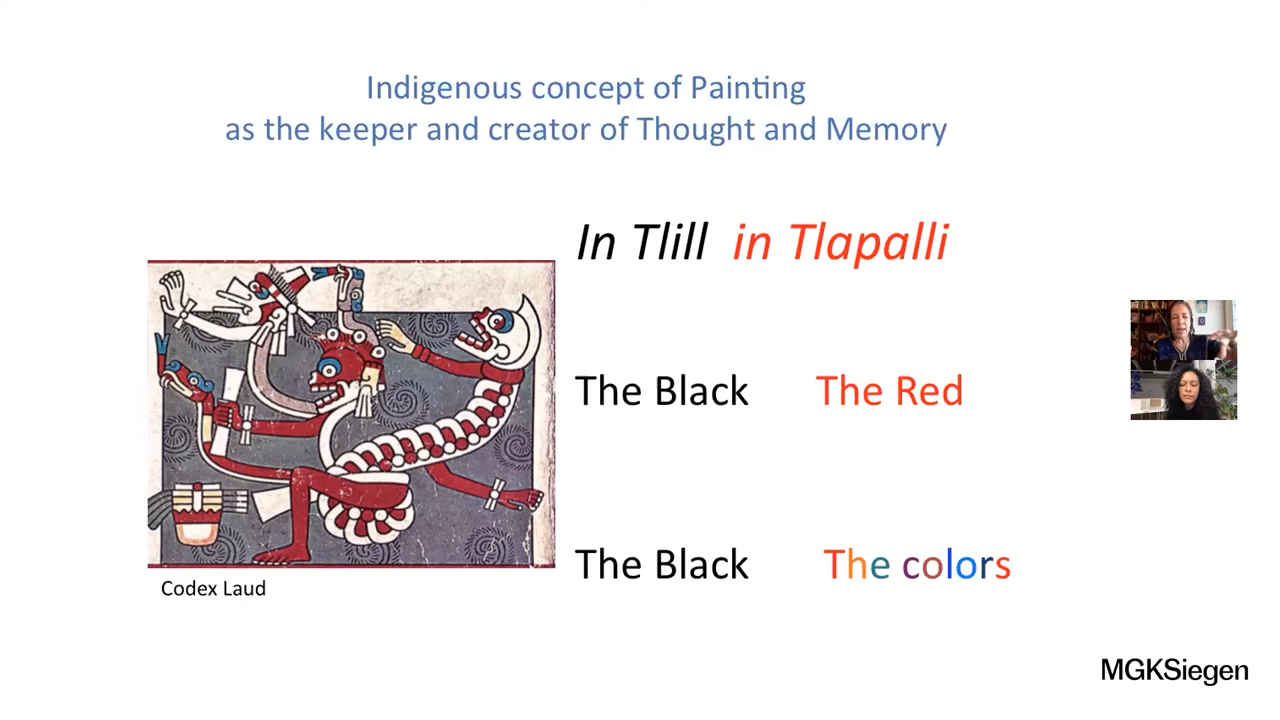 Indigenous concept of Painting
as the keeper and creator of Thought and Memory
In Tlill in Tlapalli
The Black The Red
The Black The colors
Codex Laud
MGKSiegen